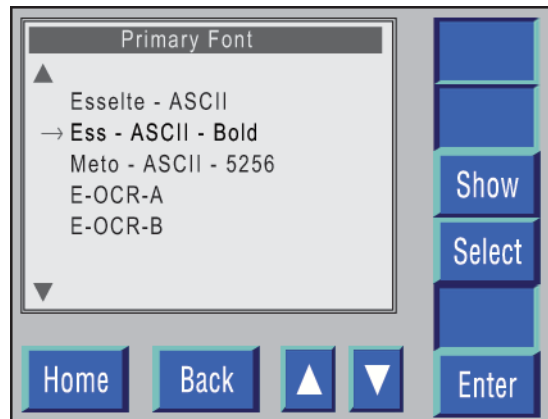 Primary Font
Esselte - ASCII
→ Ess - ASCII - Bold
Meto - ASCII - 5256
E-OCR-A
E-OCR-B
Show
Select
Home
Back
Enter